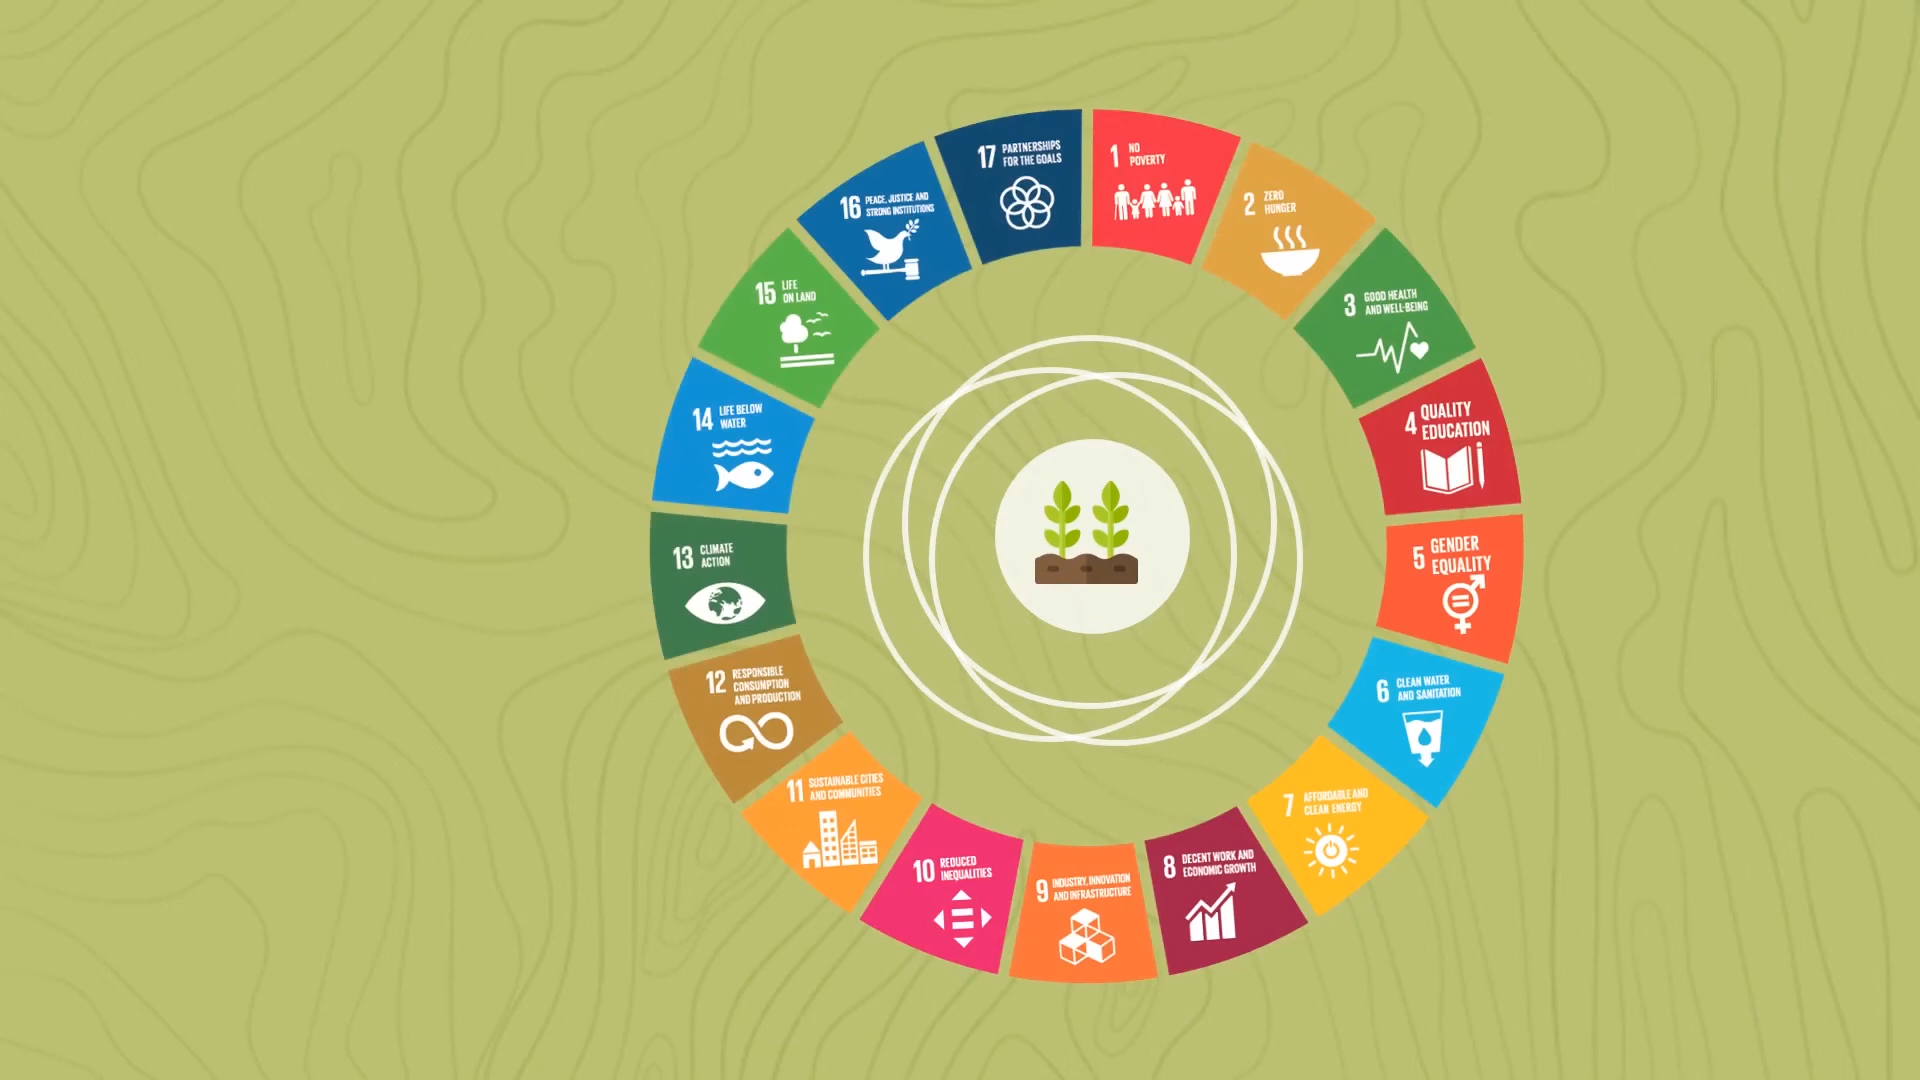 1 NO
POVERTY
2 ZERO
HUNGER
3 GOOD HEALTH
AND WELL-BEING
4 QUALITY
EDUCATION
5 GENDER
EQUALITY
6 CLEAN WATER
AND SANITATION
7 AFFORDABLE AND
CLEAN ENERGY
8 DECENT WORK AND
ECONOMIC GROWTH
9 INDUSTRY, INNOVATION
AND INFRASTRUCTURE
10 REDUCED
INEQUALITIES
11 SUSTAINABLE CITIES
AND COMMUNITIES
12 RESPONSIBLE
CONSUMPTION
AND PRODUCTION
13 CLIMATE
ACTION
14 LIFE BELOW
WATER
15 LIFE
ON LAND
16 PEACE, JUSTICE AND
STRONG INSTITUTIONS
17 PARTNERSHIPS
FOR THE GOALS